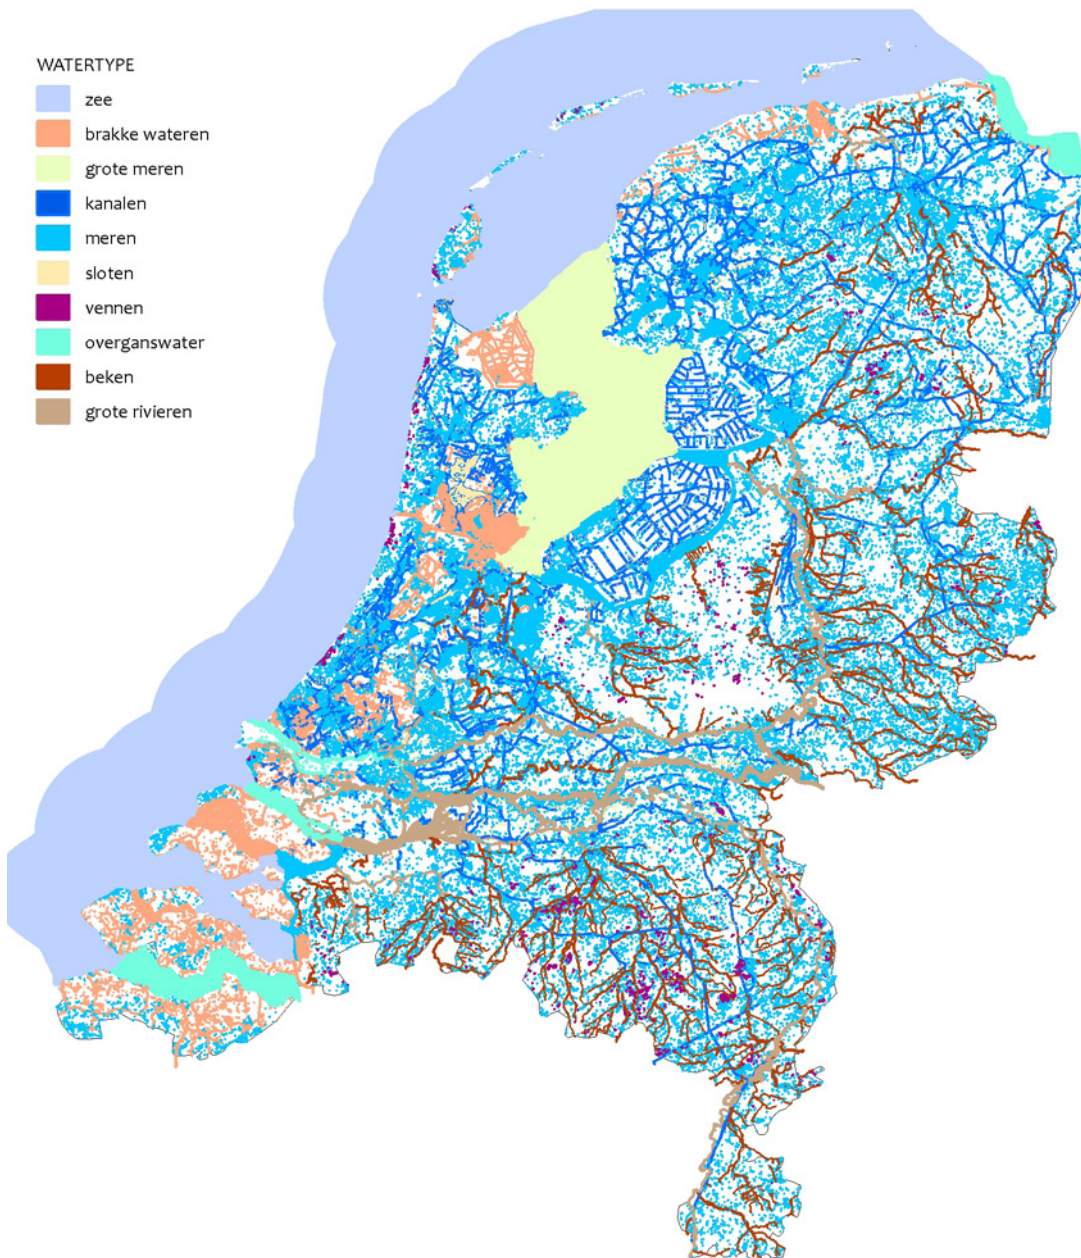 WATERTYPE
zee
brakke wateren
grote meren
kanalen
meren
sloten
vennen
overganswater
beken
grote rivieren